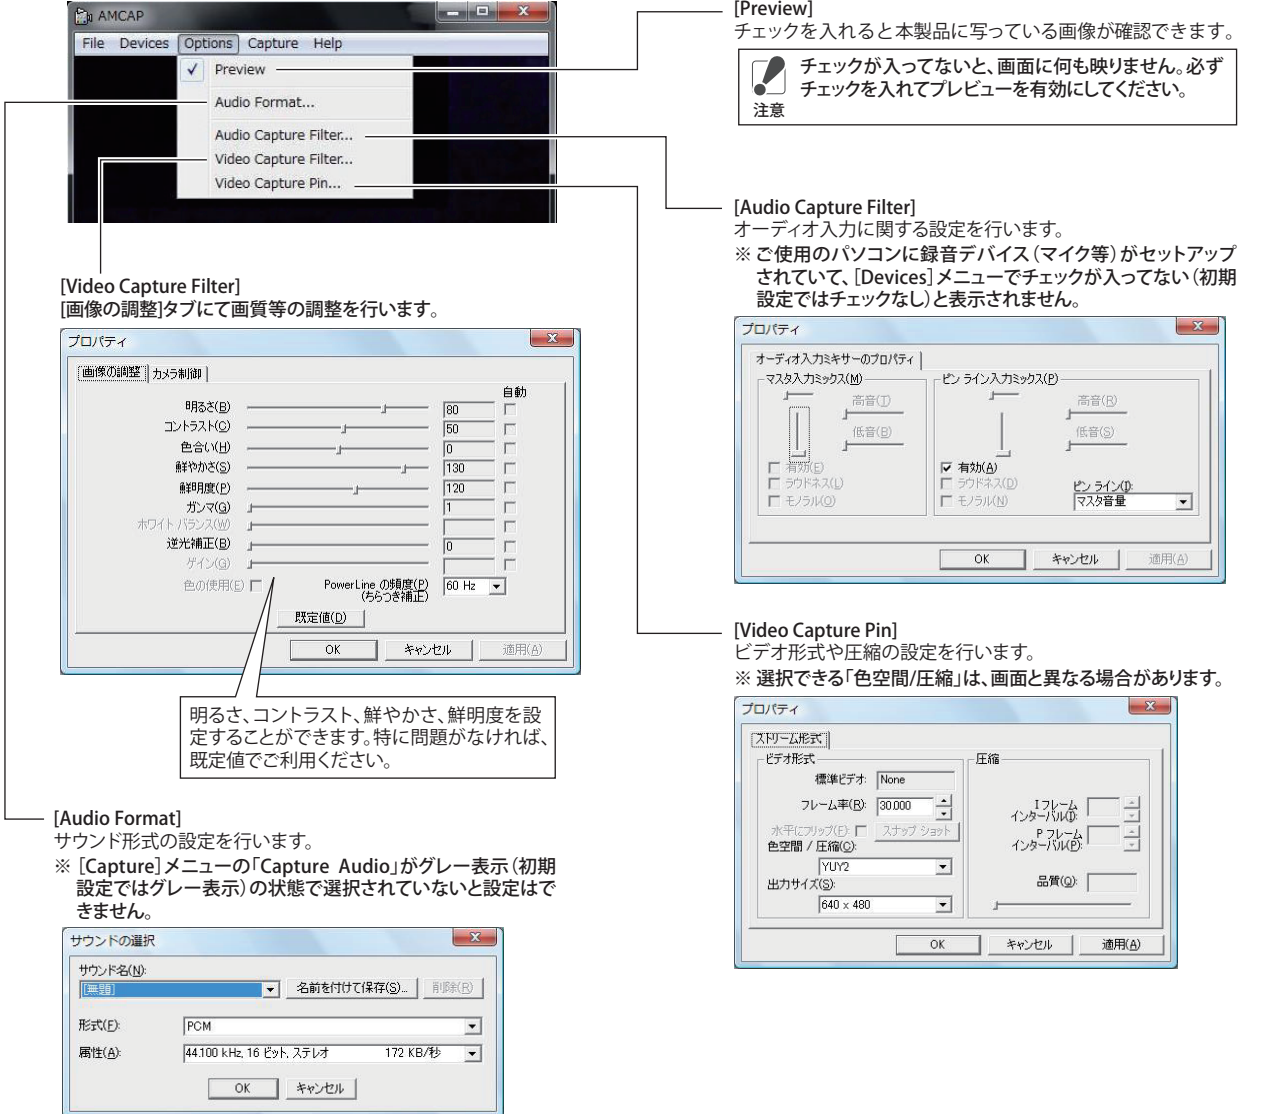 AMCAP
File Devices Options Capture Help
Preview
Audio Format...
Audio Capture Filter...
Video Capture Filter...
Video Capture Pin...
[Preview]
チェックを入れると本製品に写っている画像が確認できます。
チェックが入ってないと、画面に何も映りません。必ず
チェックを入れてプレビューを有効にしてください。
注意
[Audio Capture Filter]
オーディオ入力に関する設定を行います。
※ ご使用のパソコンに録音デバイス（マイク等）がセットアップ
されていて、［Devices］メニューでチェックが入ってない（初期
設定ではチェックなし）と表示されません。
プロパティ
オーディオ入力ミキサーのプロパティ
マスタ入力ミックス(M)
高音(T)
低音(B)
有効(E)
ラウドネス(L)
モノラル(O)
ピン ライン入力ミックス(P)
高音(R)
低音(S)
有効(A)
ラウドネス(D)
モノラル(N)
ピン ライン(I):
マスタ音量
OK キャンセル 適用(A)
[Video Capture Filter]
[画像の調整]タブにて画質等の調整を行います。
プロパティ
画像の調整 カメラ制御
自動
明るさ(B) 80
コントラスト(C) 50
色合い(H) 0
鮮やかさ(S) 130
鮮明度(P) 120
ガンマ(G) 1
ホワイト バランス(W)
逆光補正(B) 0
ゲイン(G)
色の使用(E) PowerLine の頻度(P) 60 Hz
(ちらつき補正)
既定値(D)
OK キャンセル 適用(A)
明るさ、コントラスト、鮮やかさ、鮮明度を設
定することができます。特に問題がなければ、
既定値でご利用ください。
[Video Capture Pin]
ビデオ形式や圧縮の設定を行います。
※ 選択できる「色空間/圧縮」は、画面と異なる場合があります。
プロパティ
ストリーム形式
ビデオ形式
標準ビデオ: None
フレーム率(R): 30.000
水平にフリップ(F): スナップ ショット
色空間 / 圧縮(C):
YUY2
出力サイズ(S):
640 x 480
圧縮
I フレーム
インターバル(I):
P フレーム
インターバル(P):
品質(Q):
OK キャンセル 適用(A)
[Audio Format]
サウンド形式の設定を行います。
※ ［Capture］メニューの「Capture Audio」がグレー表示（初期
設定ではグレー表示）の状態で選択されていないと設定はで
きません。
サウンドの選択
サウンド名(N):
[無題] 名前を付けて保存(S)... 削除(R)
形式(F): PCM
属性(A): 44.100 kHz, 16 ビット, ステレオ 172 KB/秒
OK キャンセル